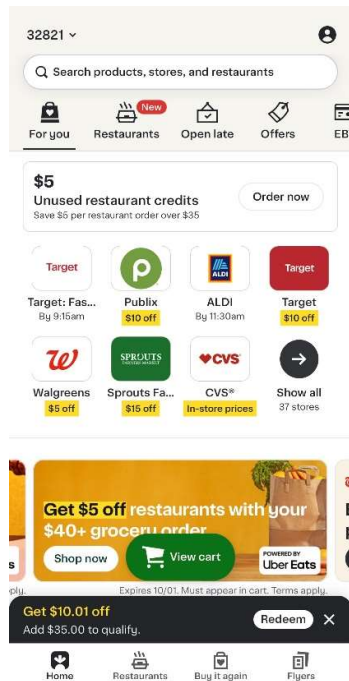 32821
Search products, stores, and restaurants
New
For you Restaurants Open late Offers EB
$5
Unused restaurant credits
Save $5 per restaurant order over $35
Order now
Target
ALDI
Target
Target: Fas... Publix ALDI Target
By 9:15am $10 off By 11:30am $10 off
SPROUTS
FARMERS MARKET
CVS
Walgreens Sprouts Fa... CVS® Show all
$5 off $15 off In-store prices 37 stores
Get $5 off restaurants with your
$40+ grocery order
Shop now
View cart
POWERED BY
Uber Eats
s
ply.
Expires 10/01. Must appear in cart. Terms apply.
Get $10.01 off
Add $35.00 to qualify.
Redeem
Home Restaurants Buy it again Flyers